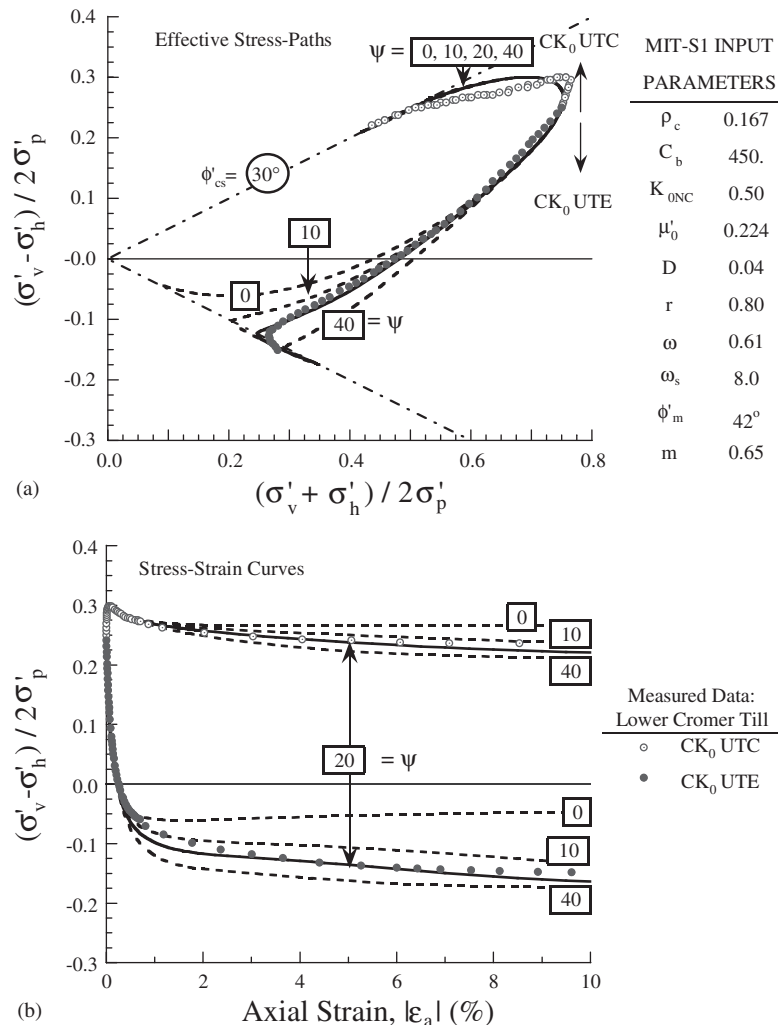 Effective Stress-Paths
ψ = 0, 10, 20, 40
CK₀ UTC
ϕ'cs= 30°
CK₀ UTE
10
0
40 = ψ
0.4
0.3
0.2
0.1
-0.0
-0.1
-0.2
-0.3
(σ'v-σ'h) / 2σ'p
0.0 0.2 0.4 0.6 0.8
(σ'v+ σ'h) / 2σ'p
(a)
MIT-S1 INPUT
PARAMETERS
ρc 0.167
Cb 450.
K0NC 0.50
μ'0 0.224
D 0.04
r 0.80
ω 0.61
ωs 8.0
ϕ'm 42°
m 0.65
Stress-Strain Curves
0
10
40
20 = ψ
0
10
40
0.4
0.3
0.2
0.1
0.0
-0.1
-0.2
-0.3
(σ'v-σ'h) / 2σ'p
0 2 4 6 8 10
Axial Strain, |εa| (%)
(b)
Measured Data:
Lower Cromer Till
CK₀ UTC
CK₀ UTE